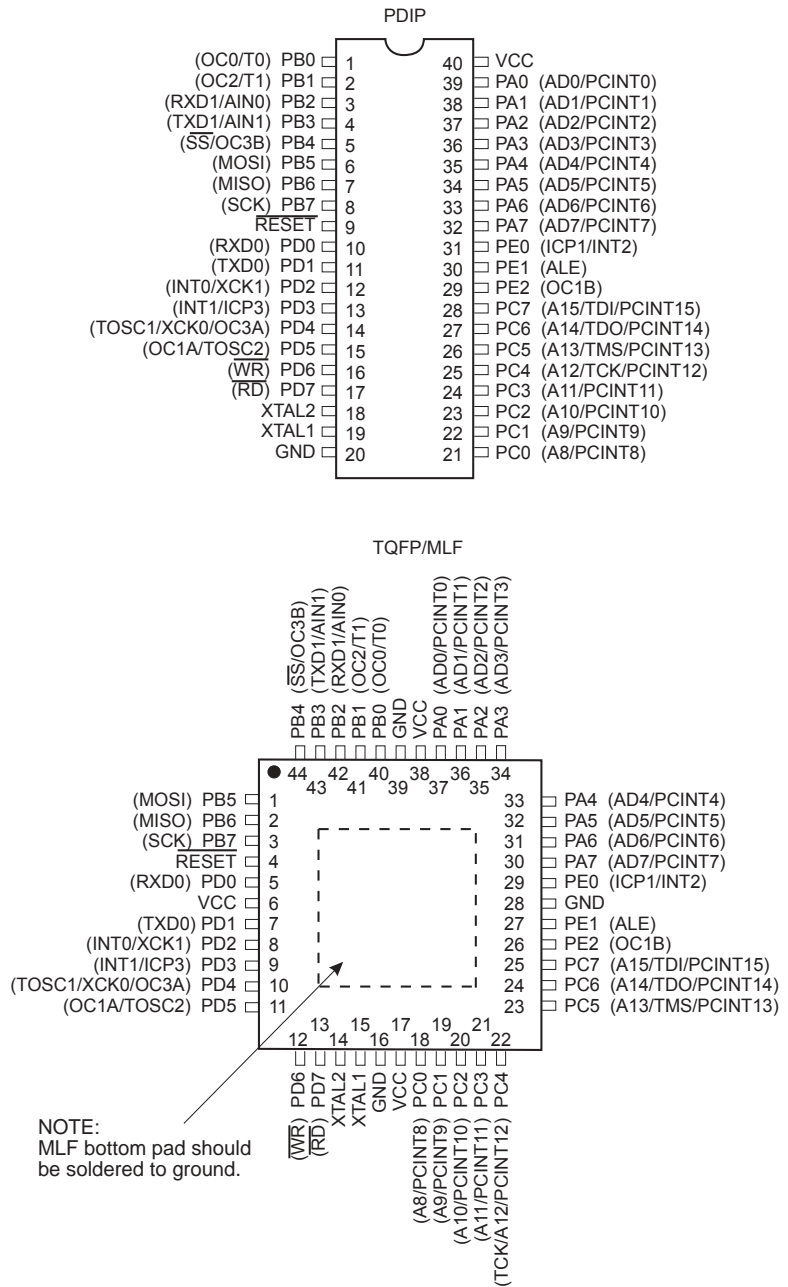 PDIP
(OC0/T0) PB0 1
(OC2/T1) PB1 2
(RXD1/AIN0) PB2 3
(TXD1/AIN1) PB3 4
(SS/OC3B) PB4 5
(MOSI) PB5 6
(MISO) PB6 7
(SCK) PB7 8
RESET 9
(RXD0) PD0 10
(TXD0) PD1 11
(INT0/XCK1) PD2 12
(INT1/ICP3) PD3 13
(TOSC1/XCK0/OC3A) PD4 14
(OC1A/TOSC2) PD5 15
(WR) PD6 16
(RD) PD7 17
XTAL2 18
XTAL1 19
GND 20
40 VCC
39 PA0 (AD0/PCINT0)
38 PA1 (AD1/PCINT1)
37 PA2 (AD2/PCINT2)
36 PA3 (AD3/PCINT3)
35 PA4 (AD4/PCINT4)
34 PA5 (AD5/PCINT5)
33 PA6 (AD6/PCINT6)
32 PA7 (AD7/PCINT7)
31 PE0 (ICP1/INT2)
30 PE1 (ALE)
29 PE2 (OC1B)
28 PC7 (A15/TDI/PCINT15)
27 PC6 (A14/TDO/PCINT14)
26 PC5 (A13/TMS/PCINT13)
25 PC4 (A12/TCK/PCINT12)
24 PC3 (A11/PCINT11)
23 PC2 (A10/PCINT10)
22 PC1 (A9/PCINT9)
21 PC0 (A8/PCINT8)
TQFP/MLF
44 PB4 (SS/OC3B)
43 PB3 (TXD1/AIN1)
42 PB2 (RXD1/AIN0)
41 PB1 (OC2/T1)
40 PB0 (OC0/T0)
39 GND
38 VCC
37 PA0 (AD0/PCINT0)
36 PA1 (AD1/PCINT1)
35 PA2 (AD2/PCINT2)
34 PA3 (AD3/PCINT3)
(MOSI) PB5 1
(MISO) PB6 2
(SCK) PB7 3
RESET 4
(RXD0) PD0 5
VCC 6
(TXD0) PD1 7
(INT0/XCK1) PD2 8
(INT1/ICP3) PD3 9
(TOSC1/XCK0/OC3A) PD4 10
(OC1A/TOSC2) PD5 11
33 PA4 (AD4/PCINT4)
32 PA5 (AD5/PCINT5)
31 PA6 (AD6/PCINT6)
30 PA7 (AD7/PCINT7)
29 PE0 (ICP1/INT2)
28 GND
27 PE1 (ALE)
26 PE2 (OC1B)
25 PC7 (A15/TDI/PCINT15)
24 PC6 (A14/TDO/PCINT14)
23 PC5 (A13/TMS/PCINT13)
(WR) PD6 12
(RD) PD7 13
XTAL2 14
XTAL1 15
GND 16
VCC 17
(A8/PCINT8) PC0 18
(A9/PCINT9) PC1 19
(A10/PCINT10) PC2 20
(A11/PCINT11) PC3 21
(TCK/A12/PCINT12) PC4 22
NOTE:
MLF bottom pad should
be soldered to ground.